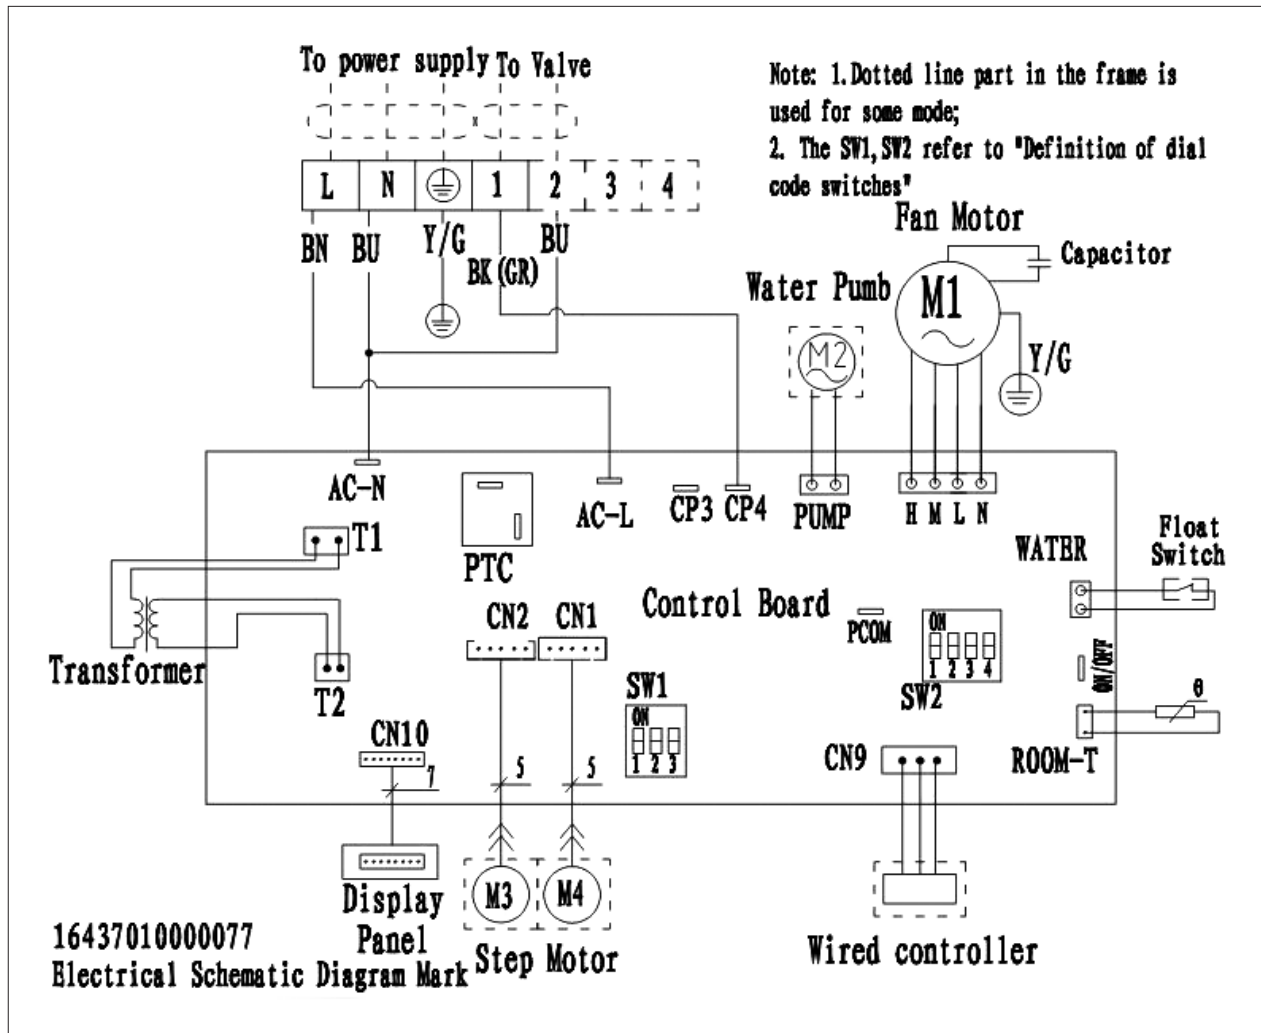 To power supply To Valve
Note: 1.Dotted line part in the frame is
used for some mode;
2. The SW1,SW2 refer to "Definition of dial
code switches"
L N 1 2 3 4
BN BU Y/G BK(GR) BU
Fan Motor
Capacitor
Water Pumb
M1
M2
Y/G
AC-N
PTC
AC-L
CP3 CP4
PUMP
H M L N
WATER
Float
Switch
T1
Transformer
T2
CN2 CN1
Control Board
PCOM
ON
1 2 3 4
SW2
ON/OFF
SW1
ON
1 2 3
θ
ROOM-T
CN10
7
5
5
CN9
M3 M4
Display
Panel
Step Motor
Wired controller
16437010000077
Electrical Schematic Diagram Mark